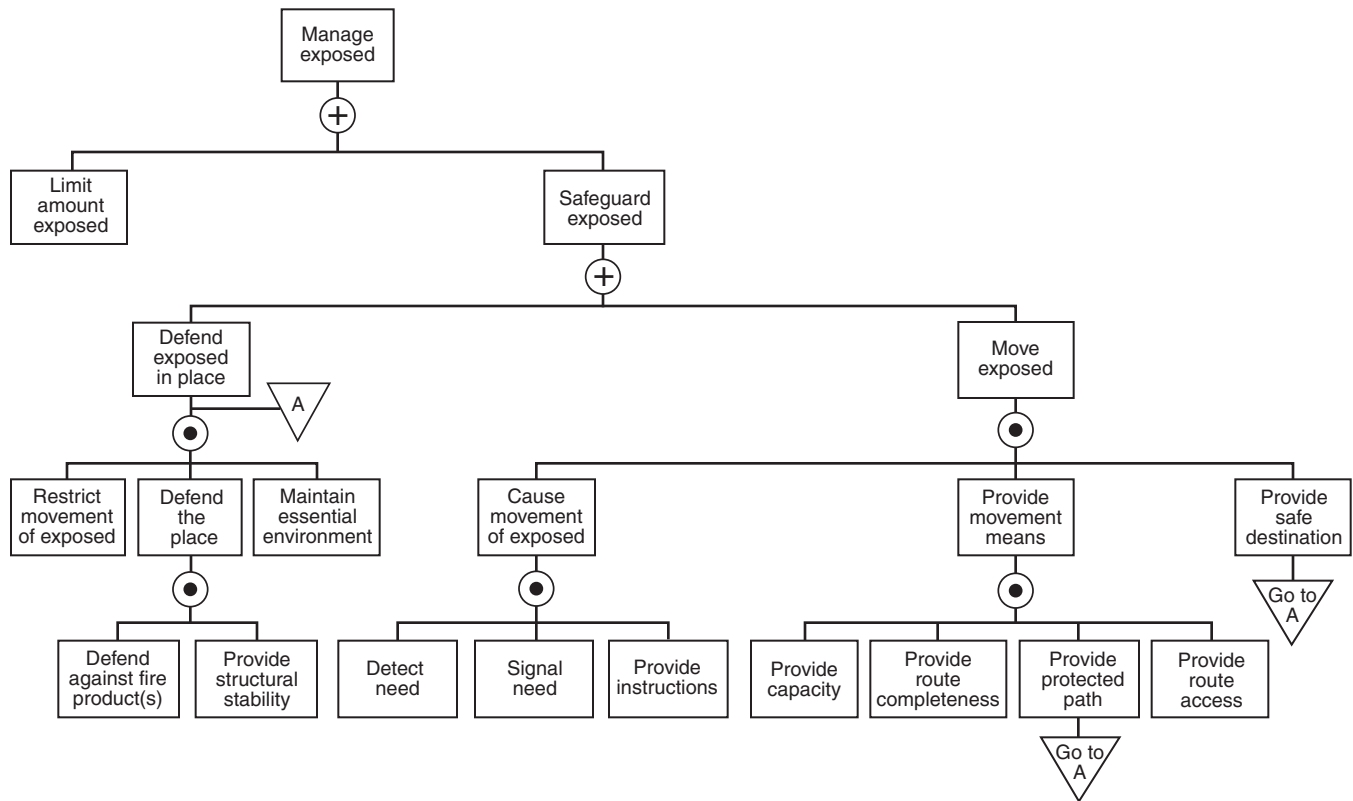 Manage
exposed
+
Limit
amount
exposed
Safeguard
exposed
+
Defend
exposed
in place
A
Move
exposed
Restrict
movement
of exposed
Defend
the
place
Maintain
essential
environment
Cause
movement
of exposed
Provide
movement
means
Provide
safe
destination
Go to
A
Defend
against fire
product(s)
Provide
structural
stability
Detect
need
Signal
need
Provide
instructions
Provide
capacity
Provide
route
completeness
Provide
protected
path
Provide
route
access
Go to
A